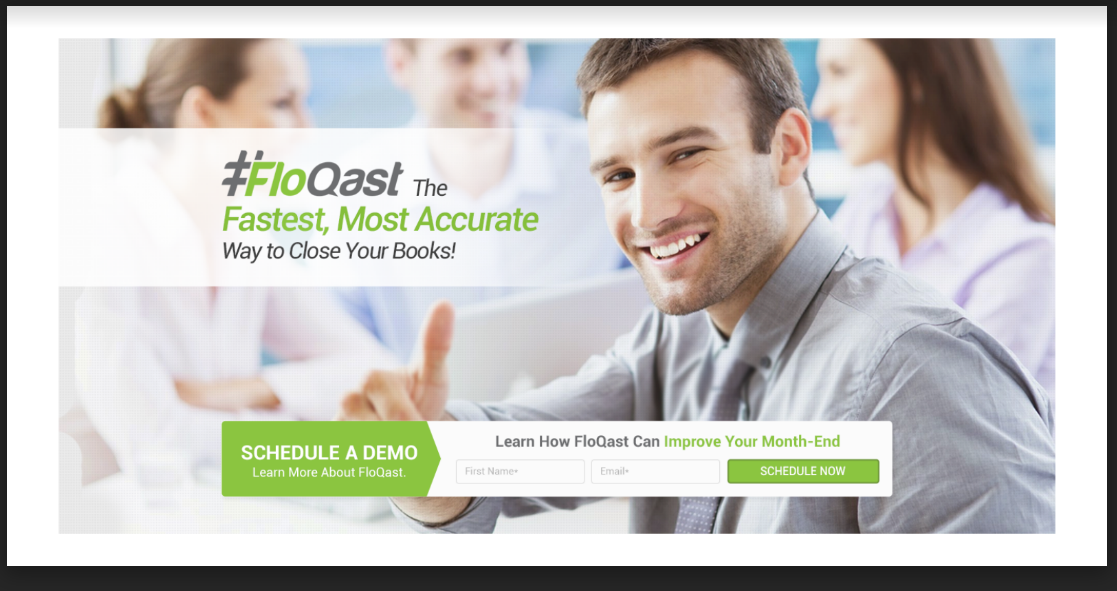 #FloQast The
Fastest, Most Accurate
Way to Close Your Books!
SCHEDULE A DEMO
Learn More About FloQast.
Learn How FloQast Can Improve Your Month-End
First Name*
Email*
SCHEDULE NOW